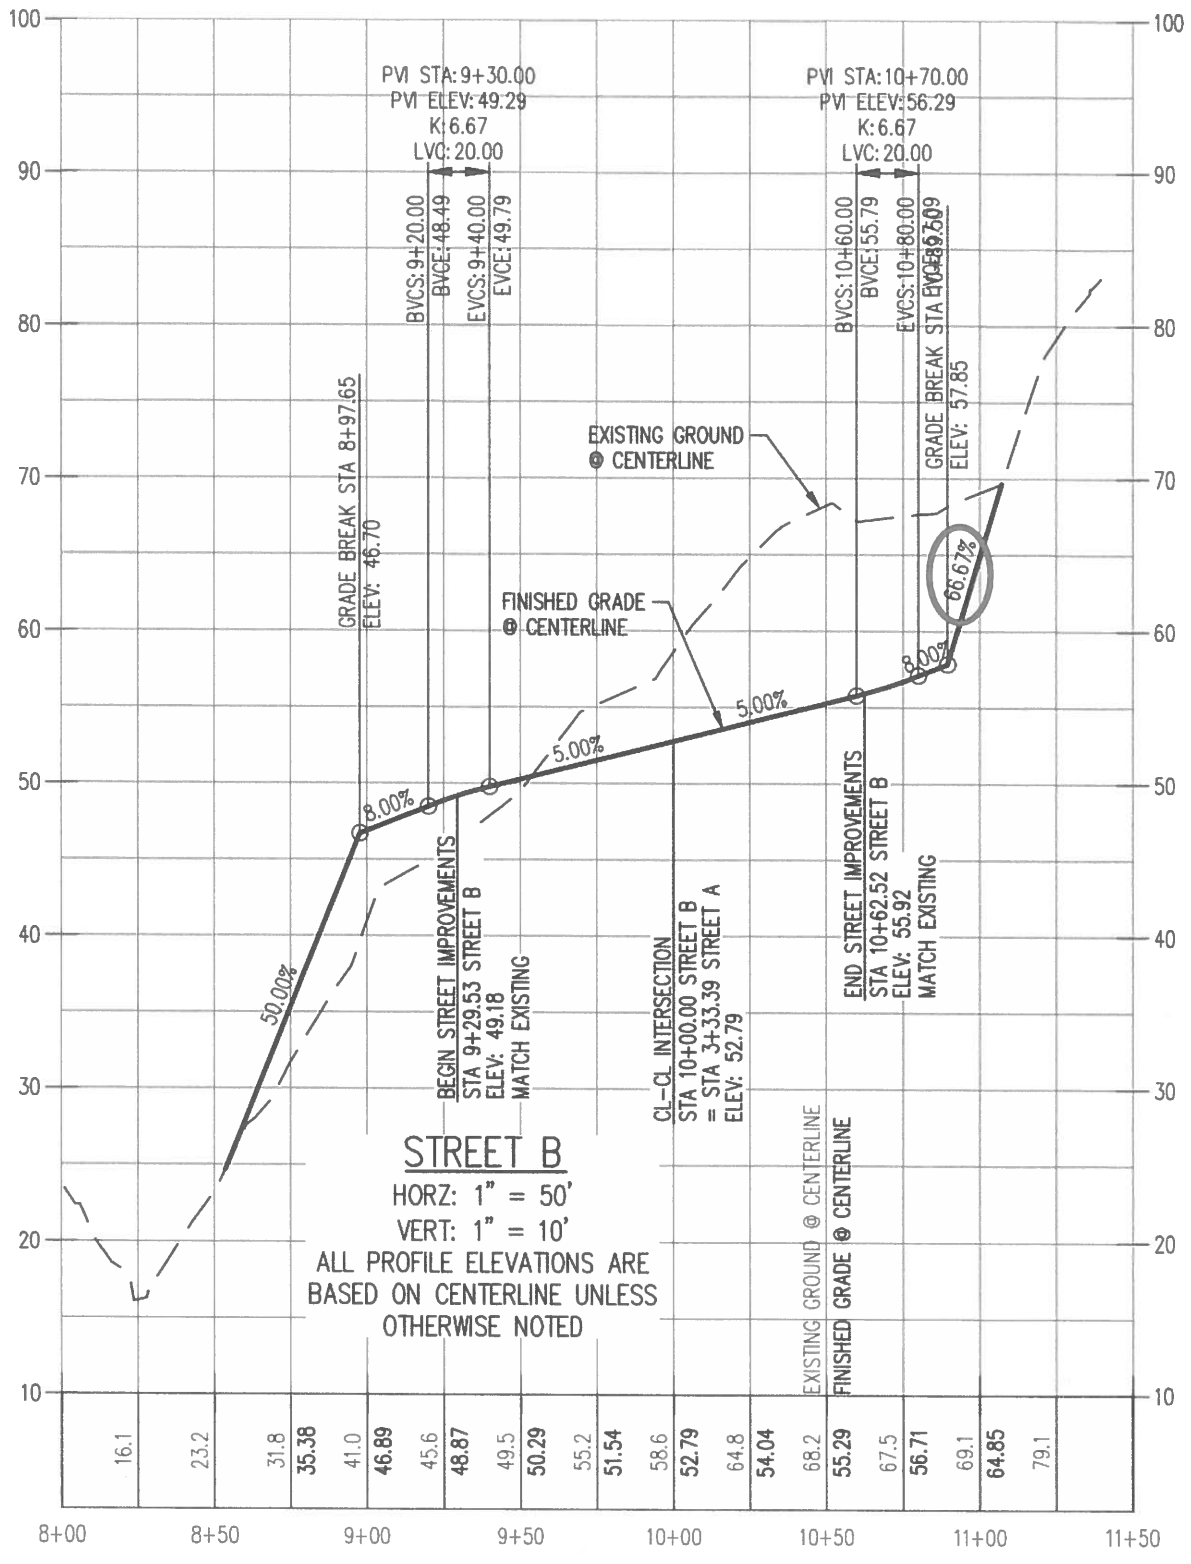 100
90
80
70
60
50
40
30
20
10
100
90
80
70
60
50
40
30
20
10
PVI STA: 9+30.00
PVI ELEV: 49.29
K: 6.67
LVC: 20.00
PVI STA: 10+70.00
PVI ELEV: 56.29
K: 6.67
LVC: 20.00
BVCS: 9+20.00
BVCE: 48.49
EVCS: 9+40.00
EVCE: 49.79
BVCS: 10+60.00
BVCE: 55.79
EVCS: 10+80.00
GRADE BREAK STA
ELEV: 57.85
GRADE BREAK STA 8+97.65
ELEV: 46.70
EXISTING GROUND
@ CENTERLINE
FINISHED GRADE
@ CENTERLINE
50.00%
8.00%
5.00%
5.00%
8.00%
66.67%
BEGIN STREET IMPROVEMENTS
STA 9+29.53 STREET B
ELEV: 49.18
MATCH EXISTING
CL-CL INTERSECTION
STA 10+00.00 STREET B
= STA 3+33.39 STREET A
ELEV: 52.79
END STREET IMPROVEMENTS
STA 10+62.52 STREET B
ELEV: 55.92
MATCH EXISTING
STREET B
HORZ: 1" = 50'
VERT: 1" = 10'
ALL PROFILE ELEVATIONS ARE
BASED ON CENTERLINE UNLESS
OTHERWISE NOTED
EXISTING GROUND @ CENTERLINE
FINISHED GRADE @ CENTERLINE
16.1
23.2
31.8
35.38
41.0
46.89
45.6
48.87
49.5
50.29
55.2
51.54
58.6
52.79
64.8
54.04
68.2
55.29
67.5
56.71
69.1
64.85
79.1
8+00
8+50
9+00
9+50
10+00
10+50
11+00
11+50